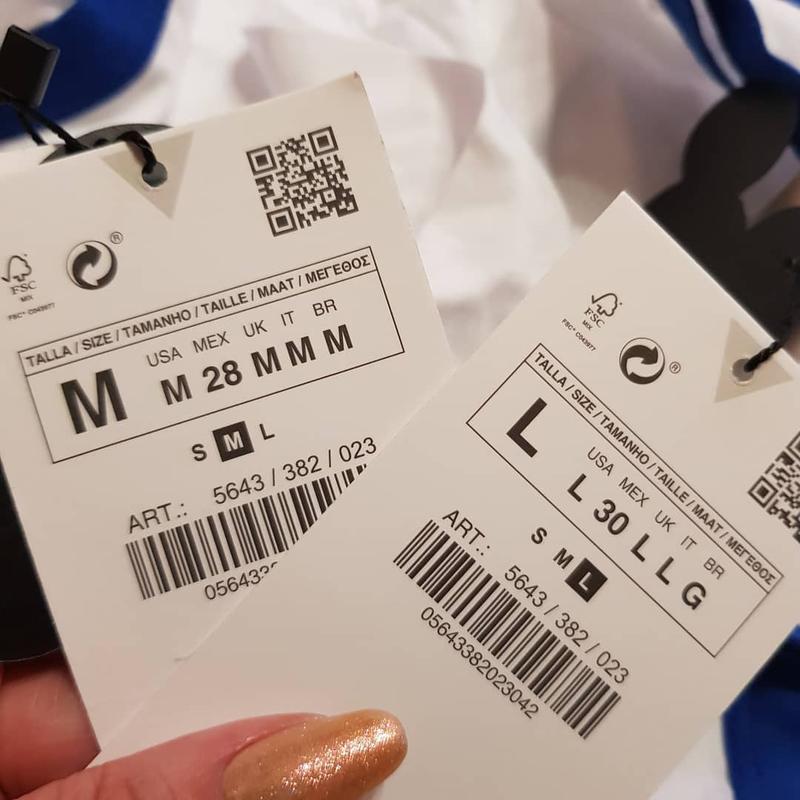 FSC
MIX
FSC® C043977
®
TALLA / SIZE / TAMANHO / TAILLE / MAAT / ΜΕΓΕΘΟΣ
M
USA MEX UK IT BR
M 28 M M M
S M L
ART.: 5643 / 382 / 023
056433
FSC
MIX
FSC® C043977
®
TALLA / SIZE / TAMANHO / TAILLE / MAAT / ΜΕΓΕΘΟΣ
L
USA MEX UK IT BR
L 30 L L G
S M L
ART.: 5643 / 382 / 023
05643382023042